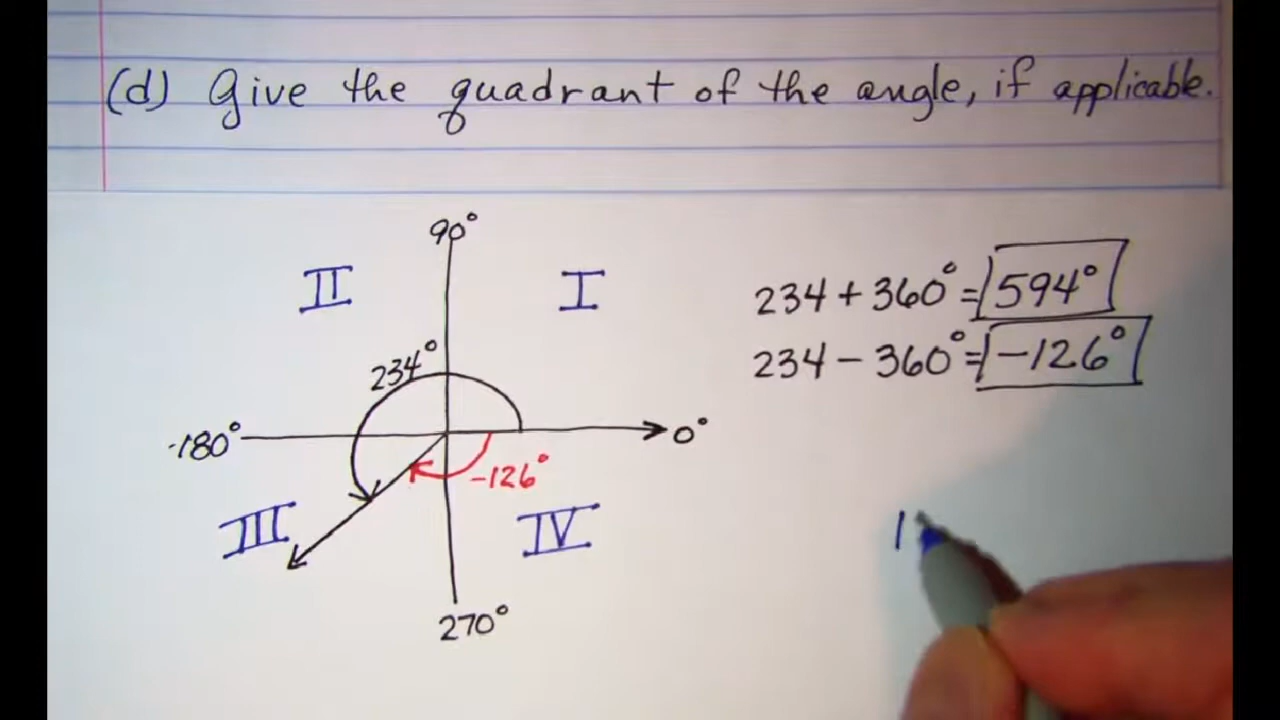 (d) Give the quadrant of the angle, if applicable.
90°
II I
234 + 360° = 594°
234 - 360° = -126°
234°
180° 0°
-126°
III IV
270°